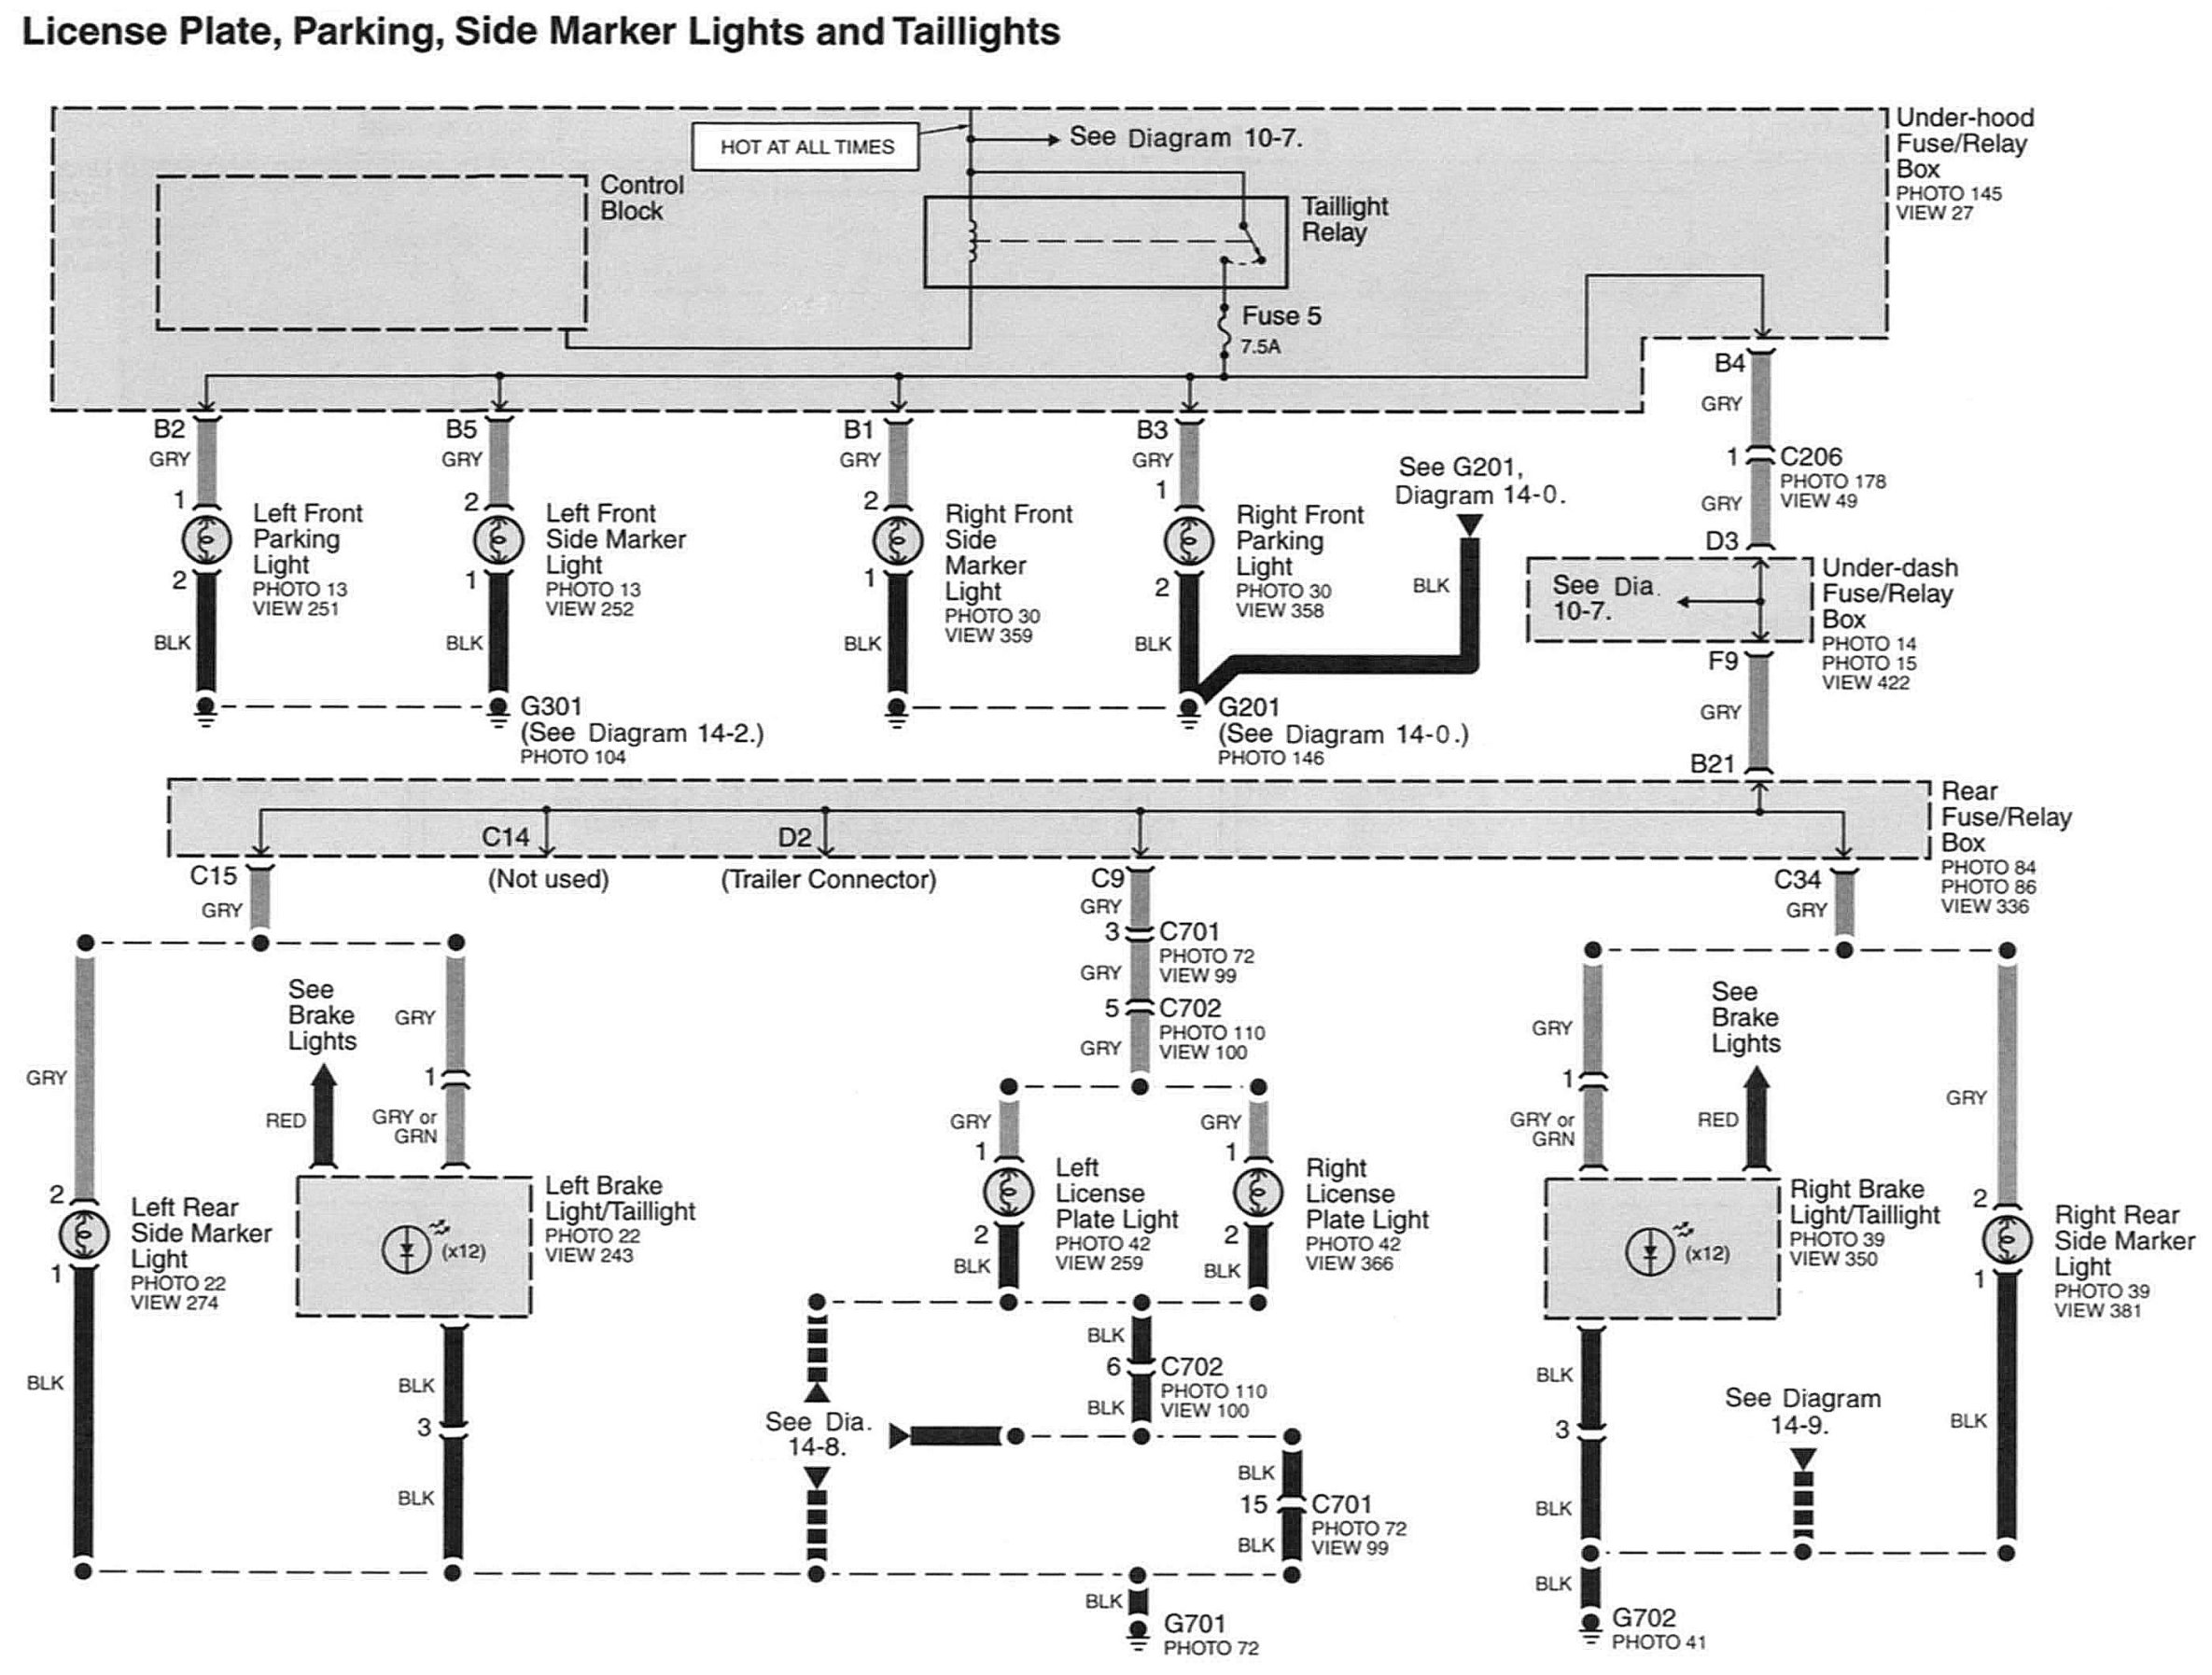 License Plate, Parking, Side Marker Lights and Taillights
HOT AT ALL TIMES
See Diagram 10-7.
Under-hood
Fuse/Relay
Box
PHOTO 145
VIEW 27
Control
Block
Taillight
Relay
Fuse 5
7.5A
B2
GRY
1
Left Front
Parking
Light
PHOTO 13
VIEW 251
2
BLK
B5
GRY
2
Left Front
Side Marker
Light
PHOTO 13
VIEW 252
1
BLK
G301
(See Diagram 14-2.)
PHOTO 104
B1
GRY
2
Right Front
Side
Marker
Light
PHOTO 30
VIEW 359
1
BLK
B3
GRY
1
Right Front
Parking
Light
PHOTO 30
VIEW 358
2
BLK
See G201,
Diagram 14-0.
BLK
G201
(See Diagram 14-0.)
PHOTO 146
B4
GRY
1
C206
PHOTO 178
VIEW 49
GRY
D3
See Dia.
10-7.
Under-dash
Fuse/Relay
Box
PHOTO 14
PHOTO 15
VIEW 422
F9
GRY
B21
Rear
Fuse/Relay
Box
PHOTO 84
PHOTO 86
VIEW 336
C14
D2
C15
(Not used)
(Trailer Connector)
C9
C34
GRY
GRY
GRY
3
C701
PHOTO 72
VIEW 99
GRY
5
C702
PHOTO 110
VIEW 100
GRY
GRY
2
Left Rear
Side Marker
Light
PHOTO 22
VIEW 274
1
BLK
See
Brake
Lights
RED
GRY
1
GRY or
GRN
Left Brake
Light/Taillight
PHOTO 22
VIEW 243
(x12)
BLK
3
BLK
GRY
1
Left
License
Plate Light
PHOTO 42
VIEW 259
2
BLK
GRY
1
Right
License
Plate Light
PHOTO 42
VIEW 366
2
BLK
BLK
6
C702
PHOTO 110
VIEW 100
BLK
See Dia.
14-8.
BLK
15
C701
PHOTO 72
VIEW 99
BLK
BLK
G701
PHOTO 72
GRY
1
GRY or
GRN
See
Brake
Lights
RED
Right Brake
Light/Taillight
PHOTO 39
VIEW 350
(x12)
GRY
2
Right Rear
Side Marker
Light
PHOTO 39
VIEW 381
1
BLK
BLK
3
BLK
See Diagram
14-9.
BLK
G702
PHOTO 41